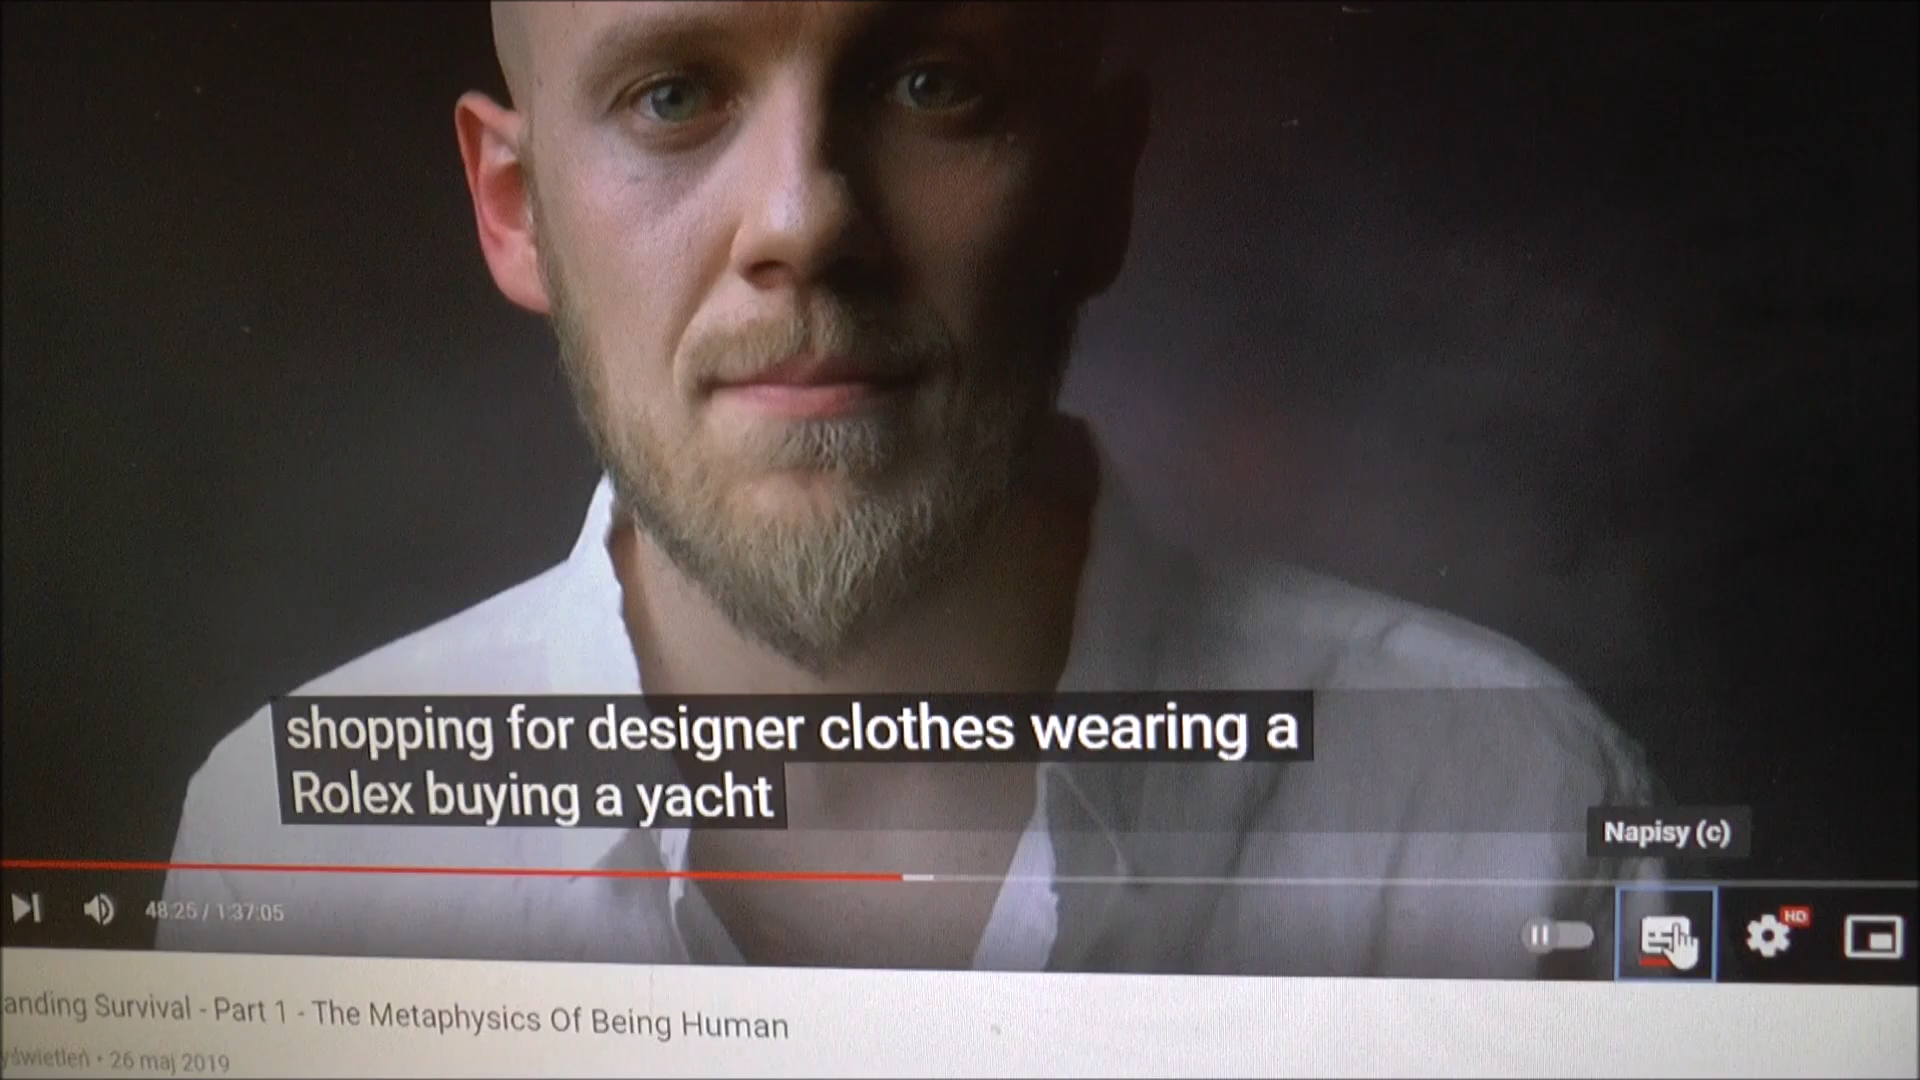 shopping for designer clothes wearing a
Rolex buying a yacht
Napisy (c)
48:25 / 1:37:05
HD
anding Survival - Part 1 - The Metaphysics Of Being Human
yświetleń • 26 maj 2019